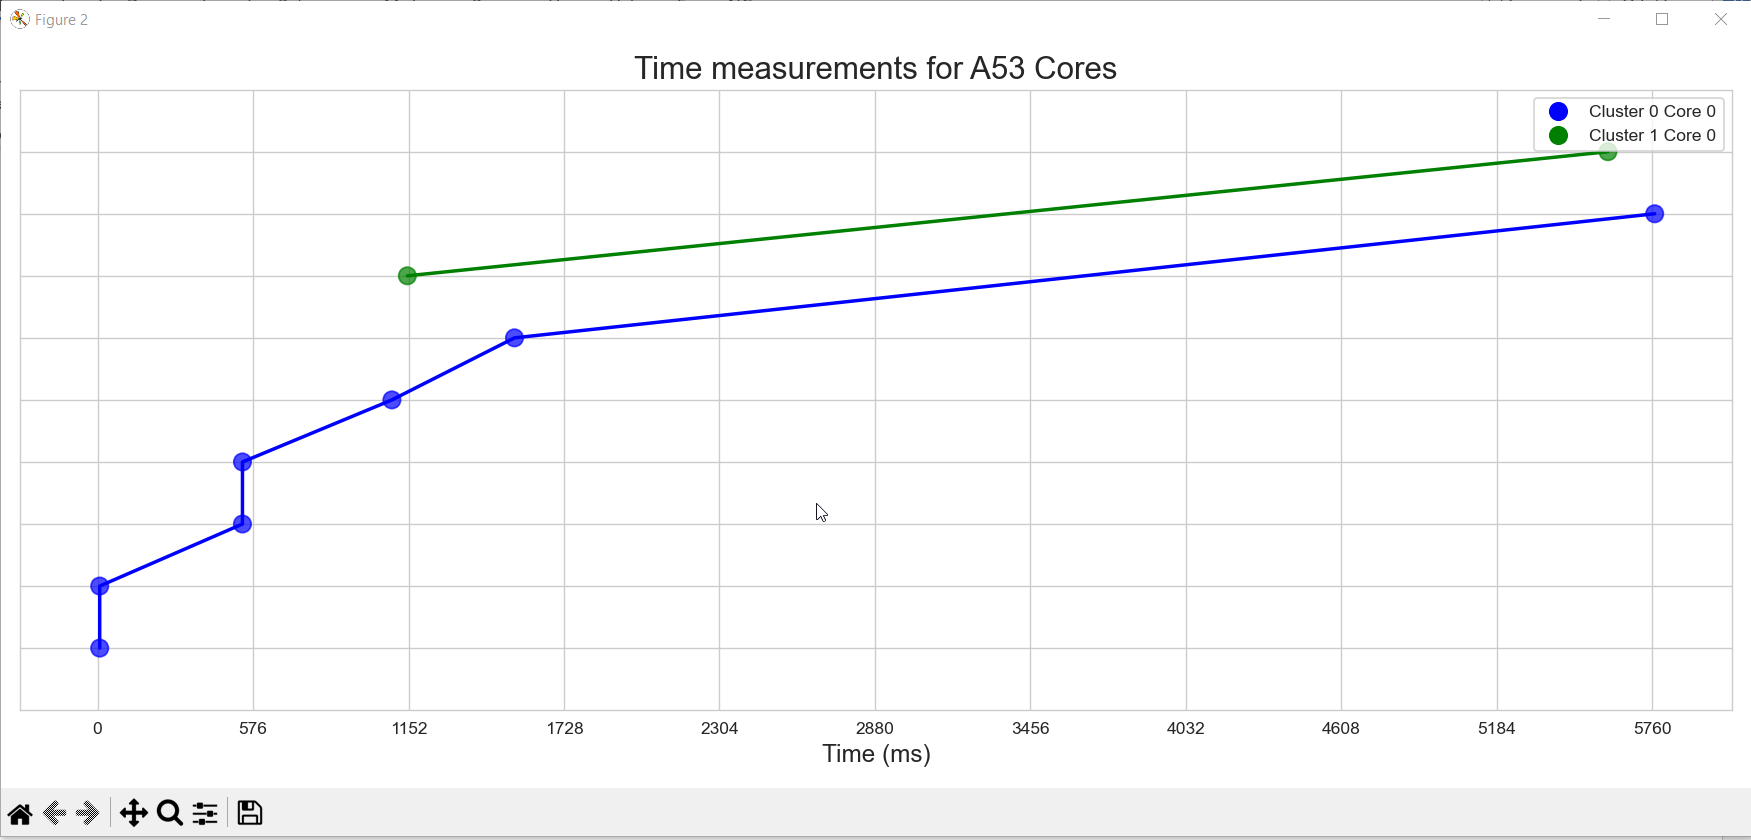 Figure 2
Time measurements for A53 Cores
Cluster 0 Core 0
Cluster 1 Core 0
0 576 1152 1728 2304 2880 3456 4032 4608 5184 5760
Time (ms)